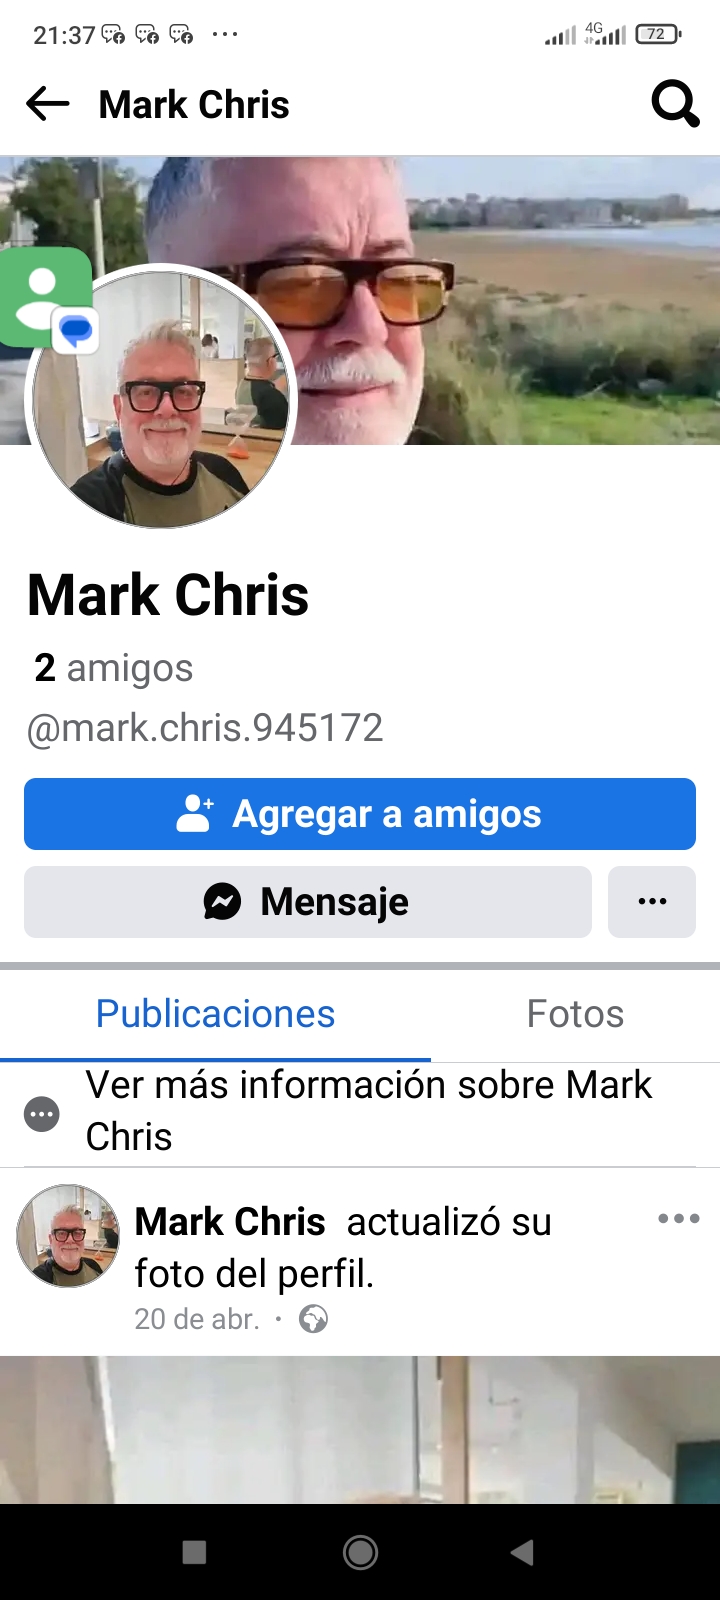 21:37
4G
72
Mark Chris
Mark Chris
2 amigos
@mark.chris.945172
Agregar a amigos
Mensaje
Publicaciones
Fotos
Ver más información sobre Mark
Chris
Mark Chris actualizó su
foto del perfil.
20 de abr. ·